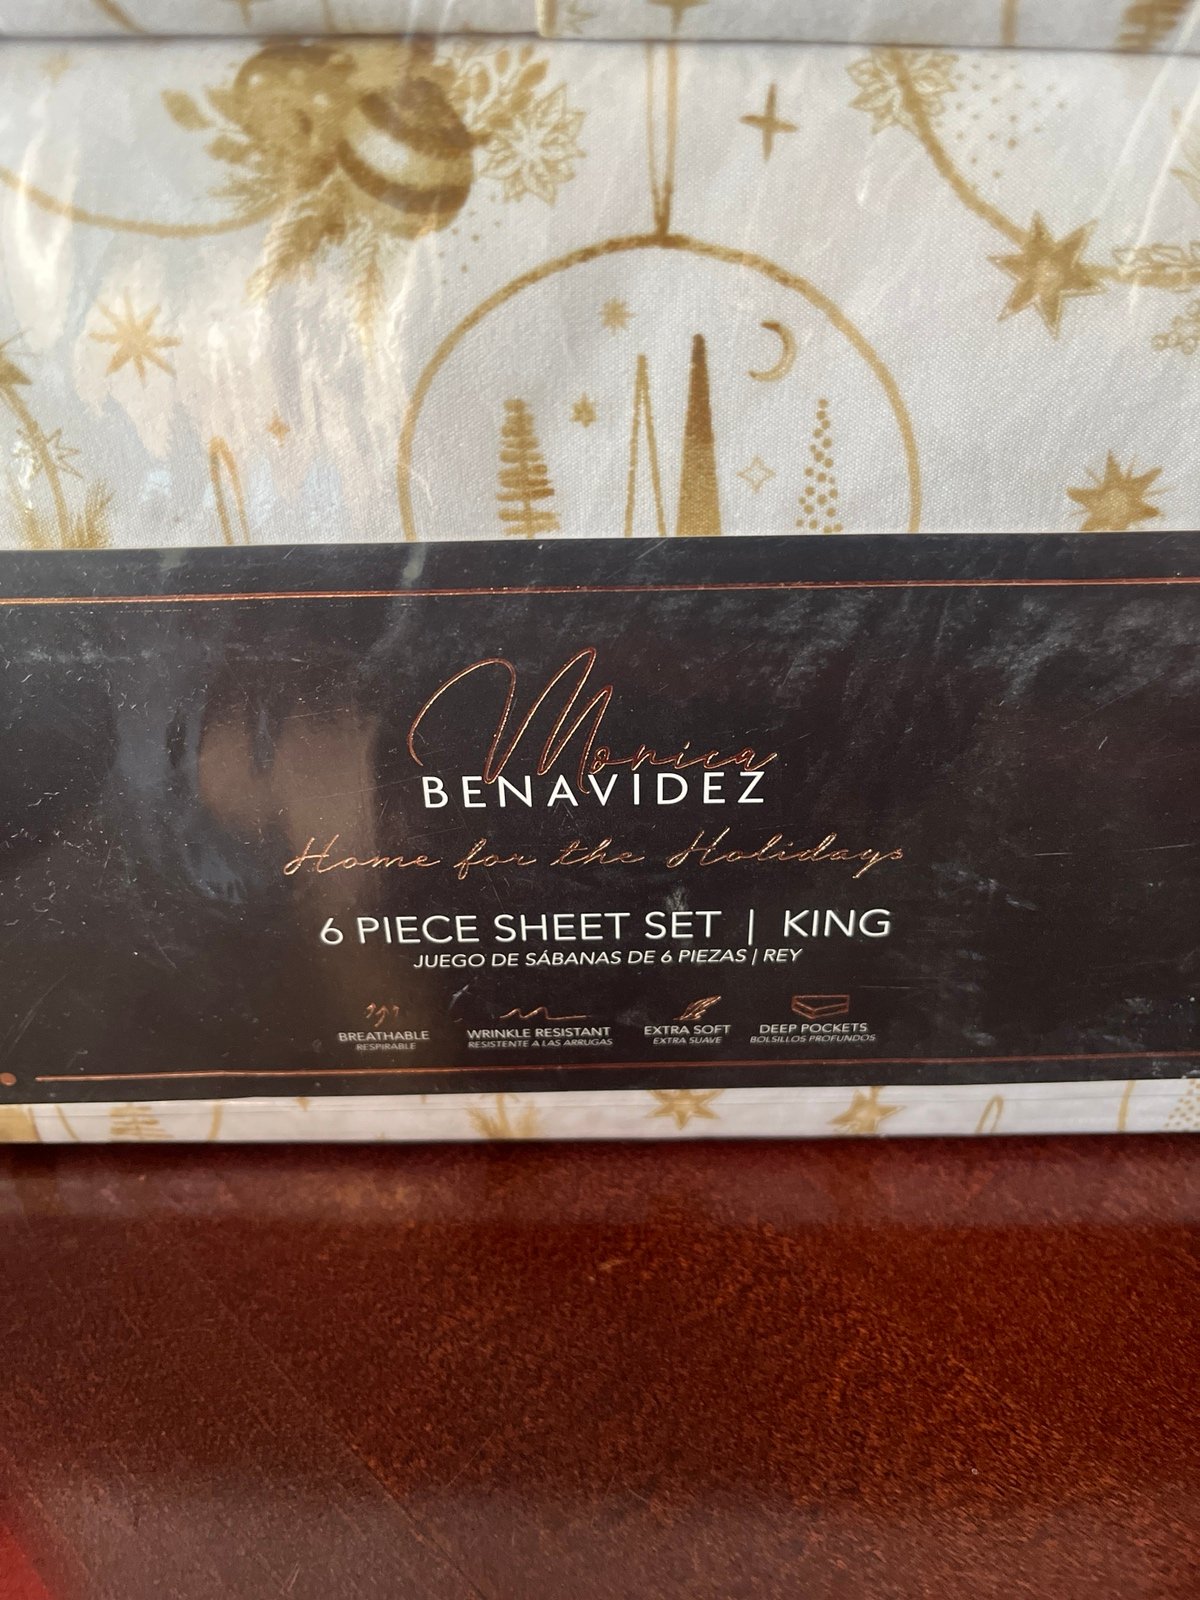 Monica
BENAVIDEZ
Home for the Holidays
6 PIECE SHEET SET | KING
JUEGO DE SÁBANAS DE 6 PIEZAS | REY
BREATHABLE
RESPIRABLE
WRINKLE RESISTANT
RESISTENTE A LAS ARRUGAS
EXTRA SOFT
EXTRA SUAVE
DEEP POCKETS
BOLSILLOS PROFUNDOS